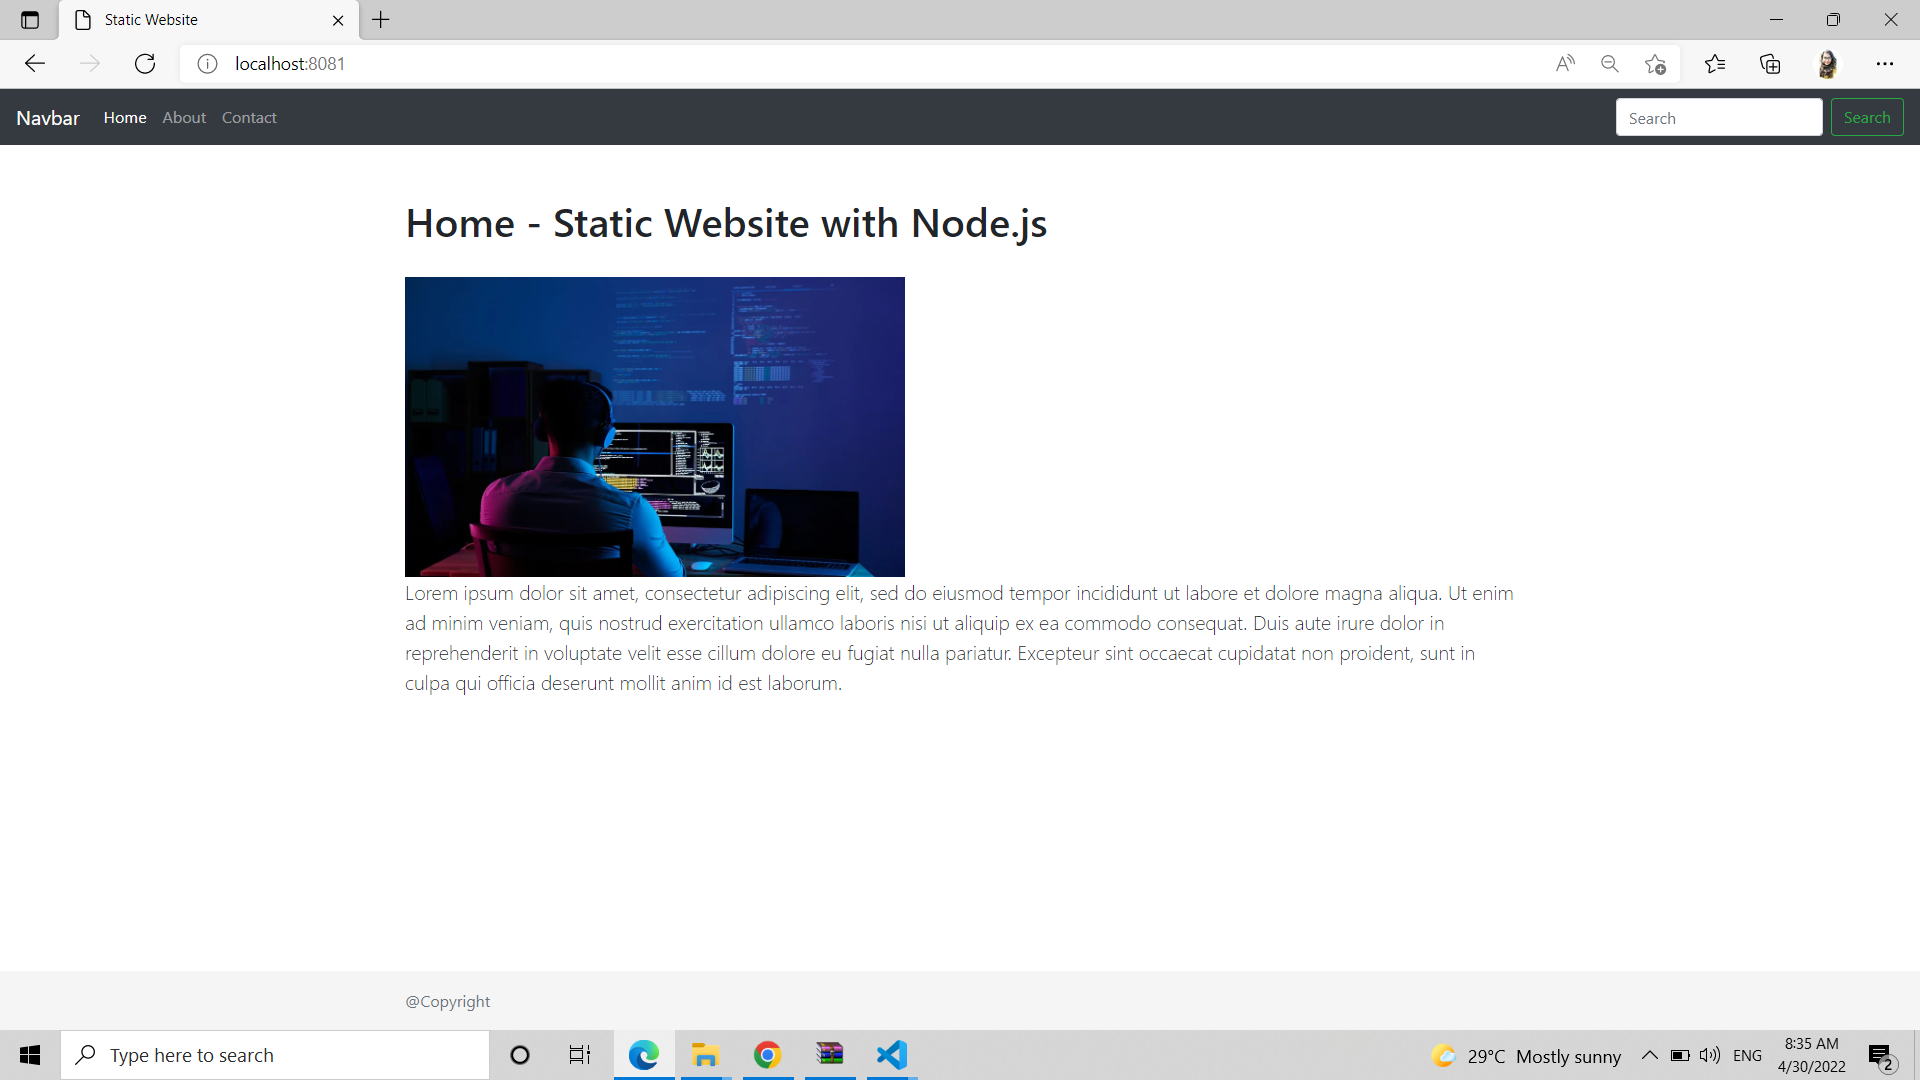 Static Website
localhost:8081
Navbar Home About Contact Search Search
Home - Static Website with Node.js
Lorem ipsum dolor sit amet, consectetur adipiscing elit, sed do eiusmod tempor incididunt ut labore et dolore magna aliqua. Ut enim
ad minim veniam, quis nostrud exercitation ullamco laboris nisi ut aliquip ex ea commodo consequat. Duis aute irure dolor in
reprehenderit in voluptate velit esse cillum dolore eu fugiat nulla pariatur. Excepteur sint occaecat cupidatat non proident, sunt in
culpa qui officia deserunt mollit anim id est laborum.
@Copyright
Type here to search
29°C Mostly sunny
ENG
8:35 AM
4/30/2022
2